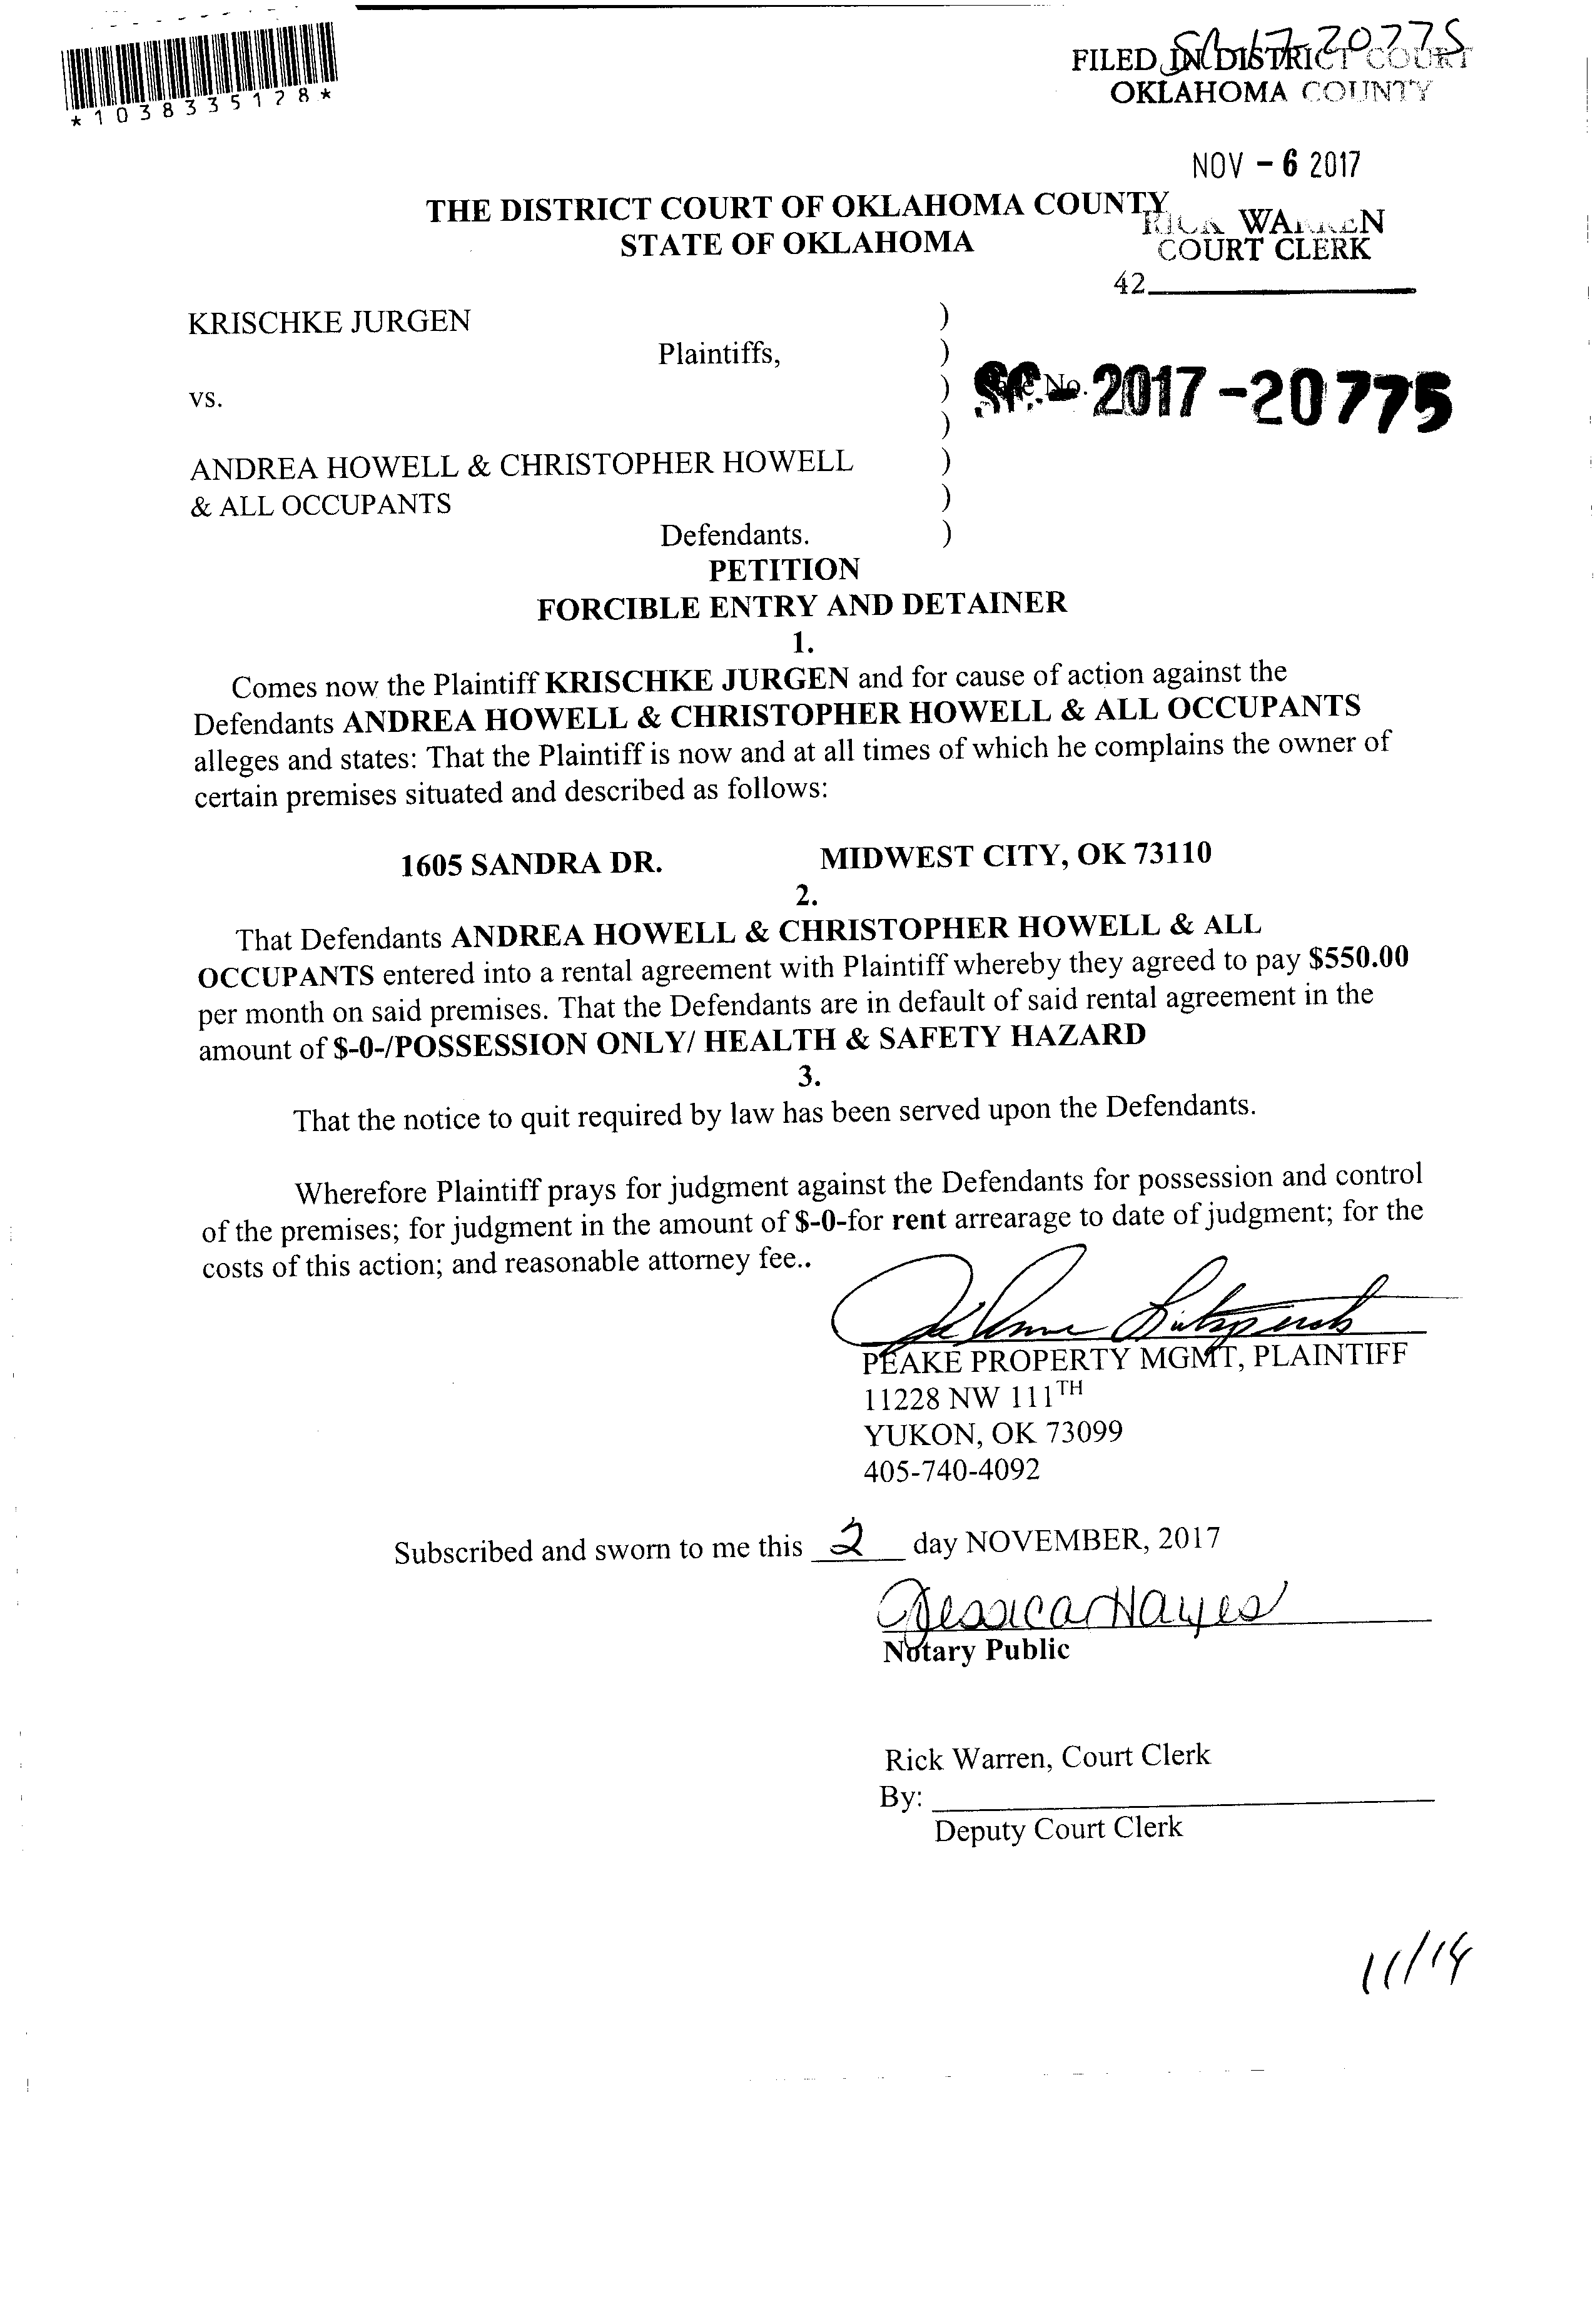 SC-17-20775
FILED IN DISTRICT COURT
OKLAHOMA COUNTY
*1038335128*
NOV - 6 2017
THE DISTRICT COURT OF OKLAHOMA COUNTY
STATE OF OKLAHOMA
RICK WARREN
COURT CLERK
42
KRISCHKE JURGEN )
Plaintiffs, )
vs. )
SC - 2017 - 20775
No.
)
ANDREA HOWELL & CHRISTOPHER HOWELL )
& ALL OCCUPANTS )
Defendants. )
PETITION
FORCIBLE ENTRY AND DETAINER
1.
Comes now the Plaintiff KRISCHKE JURGEN and for cause of action against the
Defendants ANDREA HOWELL & CHRISTOPHER HOWELL & ALL OCCUPANTS
alleges and states: That the Plaintiff is now and at all times of which he complains the owner of
certain premises situated and described as follows:
1605 SANDRA DR. MIDWEST CITY, OK 73110
2.
That Defendants ANDREA HOWELL & CHRISTOPHER HOWELL & ALL
OCCUPANTS entered into a rental agreement with Plaintiff whereby they agreed to pay $550.00
per month on said premises. That the Defendants are in default of said rental agreement in the
amount of $-0-/POSSESSION ONLY/ HEALTH & SAFETY HAZARD
3.
That the notice to quit required by law has been served upon the Defendants.
Wherefore Plaintiff prays for judgment against the Defendants for possession and control
of the premises; for judgment in the amount of $-0-for rent arrearage to date of judgment; for the
costs of this action; and reasonable attorney fee..
PEAKE PROPERTY MGMT, PLAINTIFF
11228 NW 111TH
YUKON, OK 73099
405-740-4092
Subscribed and sworn to me this 2 day NOVEMBER, 2017
Jessica Hayes
Notary Public
Rick Warren, Court Clerk
By:
Deputy Court Clerk
11/14